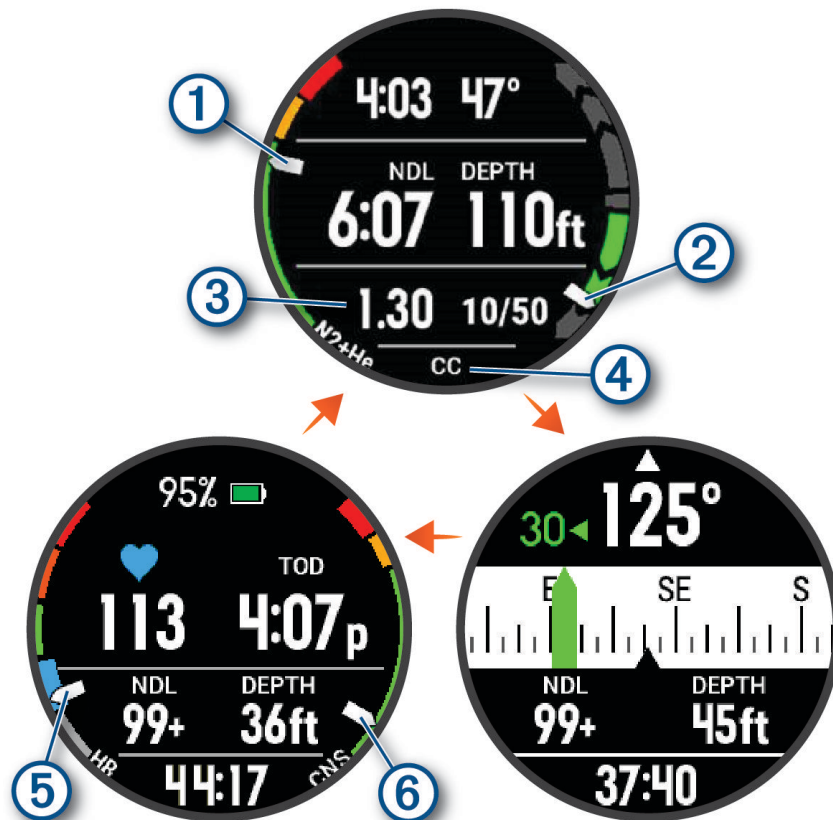 1
4:03 47°
NDL DEPTH
6:07 110ft
2
3
1.30 10/50
N2+He
CC
4
95%
TOD
113 4:07p
NDL DEPTH
99+ 36ft
HR
44:17
CNS
5
6
125°
30
E SE S
NDL DEPTH
99+ 45ft
37:40